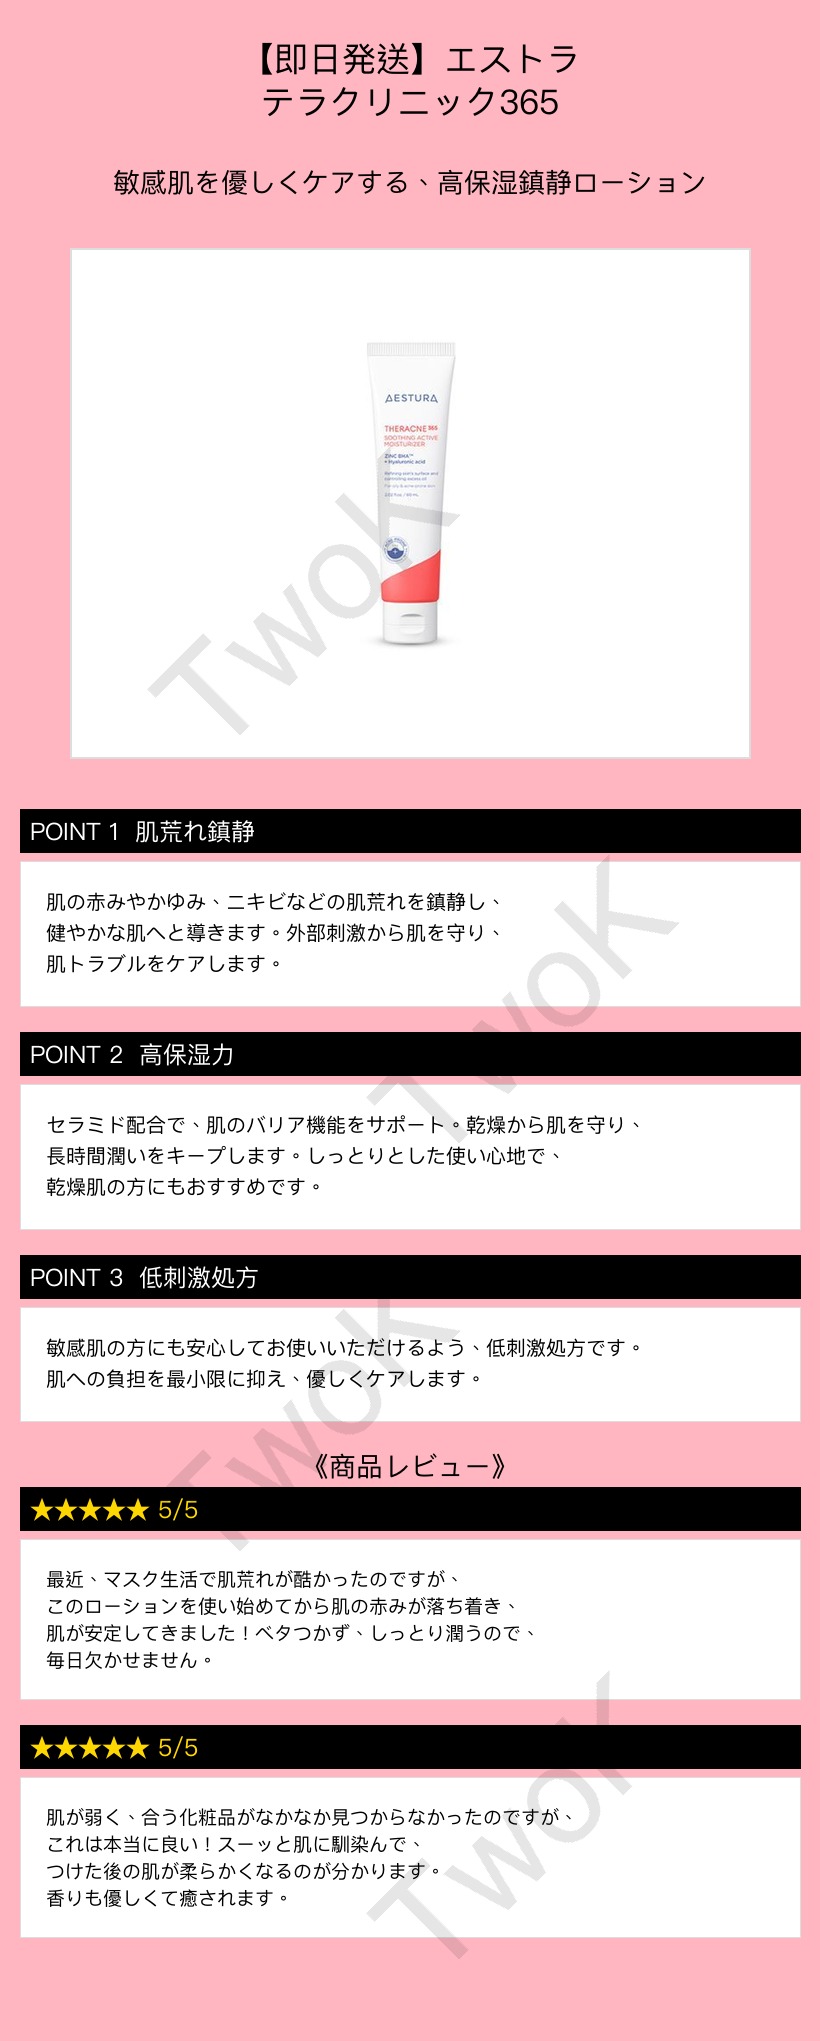 【即日発送】エストラ
テラクリニック365
敏感肌を優しくケアする、高保湿鎮静ローション
AESTURA
THERACNE 365
SOOTHING ACTIVE
MOISTURIZER
ZINC BHA™
+ Hyaluronic acid
Refining skin's surface and
controlling excess oil
For oily & acne-prone skin
TwoK
POINT 1 肌荒れ鎮静
肌の赤みやかゆみ、ニキビなどの肌荒れを鎮静し、
健やかな肌へと導きます。外部刺激から肌を守り、
肌トラブルをケアします。
TwoK
POINT 2 高保湿力
セラミド配合で、肌のバリア機能をサポート。乾燥から肌を守り、
長時間潤いをキープします。しっとりとした使い心地で、
乾燥肌の方にもおすすめです。
POINT 3 低刺激処方
敏感肌の方にも安心してお使いいただけるよう、低刺激処方です。
肌への負担を最小限に抑え、優しくケアします。
TwoK
《商品レビュー》
★★★★★ 5/5
最近、マスク生活で肌荒れが酷かったのですが、
このローションを使い始めてから肌の赤みが落ち着き、
肌が安定してきました！ベタつかず、しっとり潤うので、
毎日欠かせません。
★★★★★ 5/5
肌が弱く、合う化粧品がなかなか見つからなかったのですが、
これは本当に良い！スーッと肌に馴染んで、
つけた後の肌が柔らかくなるのが分かります。
香りも優しくて癒されます。
TwoK